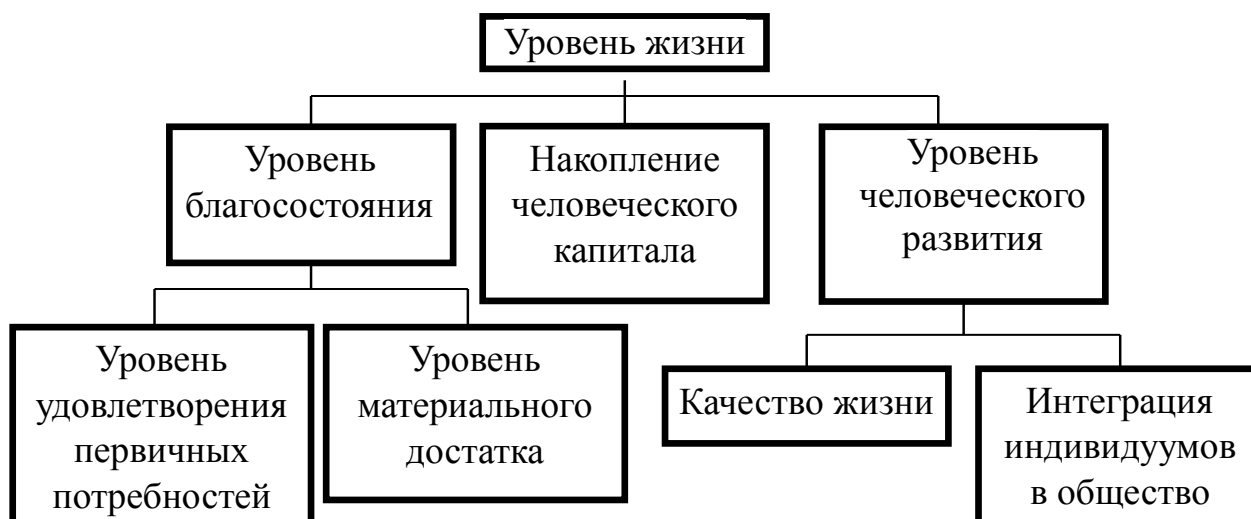 Уровень жизни
Уровень
благосостояния
Накопление
человеческого
капитала
Уровень
человеческого
развития
Уровень
удовлетворения
первичных
потребностей
Уровень
материального
достатка
Качество жизни
Интеграция
индивидуумов
в общество